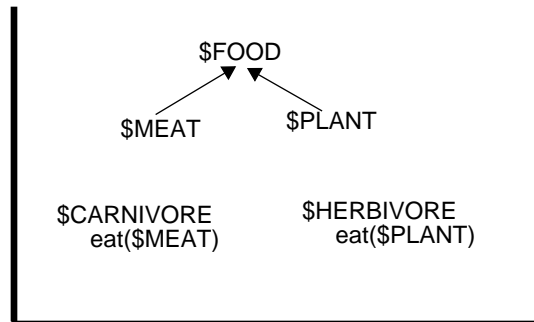 $FOOD
$MEAT
$PLANT
$CARNIVORE
eat($MEAT)
$HERBIVORE
eat($PLANT)